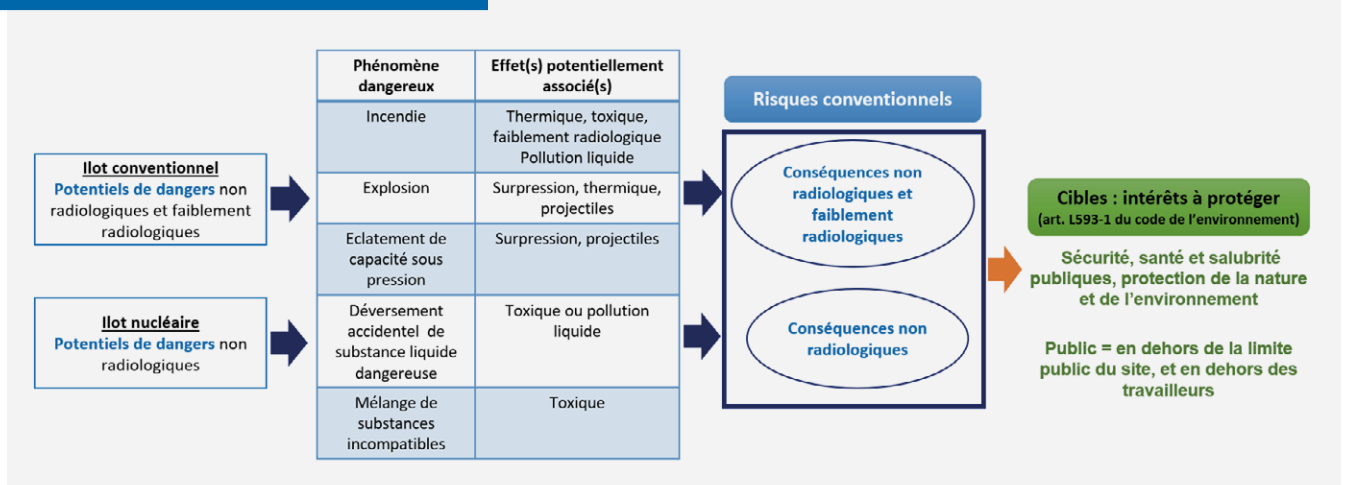 Ilot conventionnel
Potentiels de dangers non
radiologiques et faiblement
radiologiques
Ilot nucléaire
Potentiels de dangers non
radiologiques
Phénomène
dangereux
Effet(s) potentiellement
associé(s)
Incendie
Thermique, toxique,
faiblement radiologique
Pollution liquide
Explosion
Surpression, thermique,
projectiles
Eclatement de
capacité sous
pression
Surpression, projectiles
Déversement
accidentel de
substance liquide
dangereuse
Toxique ou pollution
liquide
Mélange de
substances
incompatibles
Toxique
Risques conventionnels
Conséquences non
radiologiques et
faiblement
radiologiques
Conséquences non
radiologiques
Cibles : intérêts à protéger
(art. L593-1 du code de l'environnement)
Sécurité, santé et salubrité
publiques, protection de la nature
et de l'environnement
Public = en dehors de la limite
public du site, et en dehors des
travailleurs